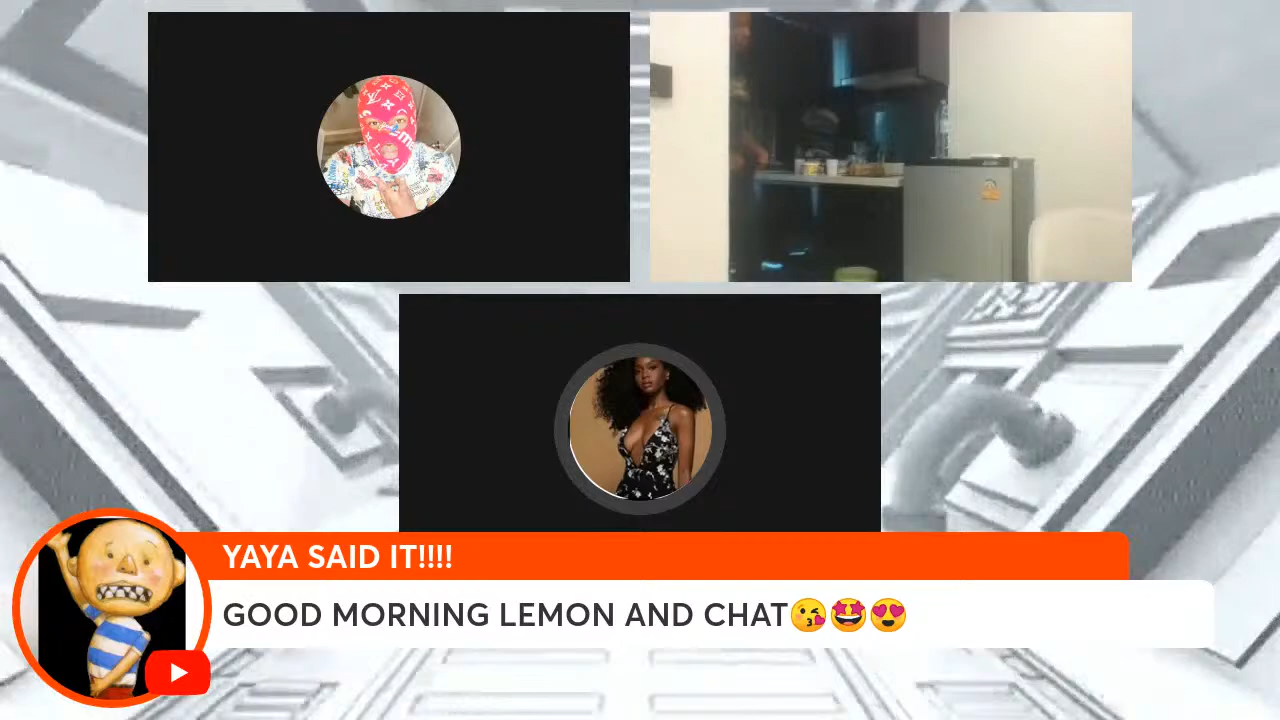 YAYA SAID IT!!!!
GOOD MORNING LEMON AND CHAT😘🤩😍